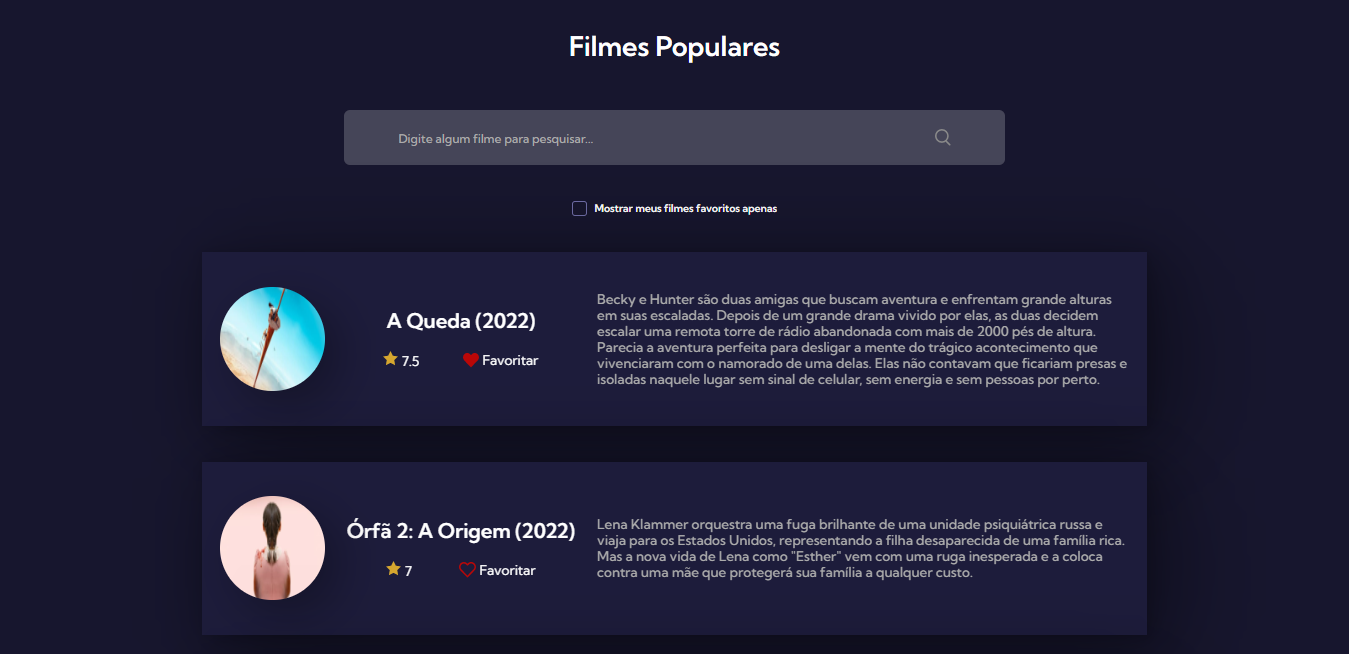 Filmes Populares
Digite algum filme para pesquisar...
Mostrar meus filmes favoritos apenas
A Queda (2022)
7.5 Favoritar
Becky e Hunter são duas amigas que buscam aventura e enfrentam grande alturas
em suas escaladas. Depois de um grande drama vivido por elas, as duas decidem
escalar uma remota torre de rádio abandonada com mais de 2000 pés de altura.
Parecia a aventura perfeita para desligar a mente do trágico acontecimento que
vivenciaram com o namorado de uma delas. Elas não contavam que ficariam presas e
isoladas naquele lugar sem sinal de celular, sem energia e sem pessoas por perto.
Órfã 2: A Origem (2022)
7 Favoritar
Lena Klammer orquestra uma fuga brilhante de uma unidade psiquiátrica russa e
viaja para os Estados Unidos, representando a filha desaparecida de uma família rica.
Mas a nova vida de Lena como "Esther" vem com uma ruga inesperada e a coloca
contra uma mãe que protegerá sua família a qualquer custo.